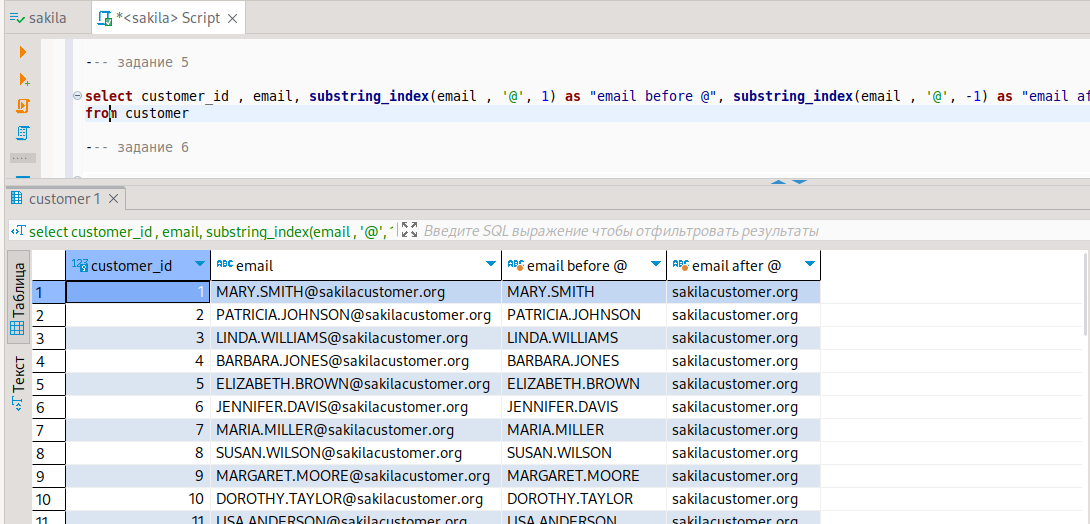 sakila
*<sakila> Script
--- задание 5
select customer_id , email, substring_index(email , '@', 1) as "email before @", substring_index(email , '@', -1) as "email af
from customer
--- задание 6
customer 1
select customer_id , email, substring_index(email , '@', 1
Введите SQL выражение чтобы отфильтровать результаты
Таблица
Текст
123 customer_id ABC email ABC email before @ ABC email after @
1 1 MARY.SMITH@sakilacustomer.org MARY.SMITH sakilacustomer.org
2 2 PATRICIA.JOHNSON@sakilacustomer.org PATRICIA.JOHNSON sakilacustomer.org
3 3 LINDA.WILLIAMS@sakilacustomer.org LINDA.WILLIAMS sakilacustomer.org
4 4 BARBARA.JONES@sakilacustomer.org BARBARA.JONES sakilacustomer.org
5 5 ELIZABETH.BROWN@sakilacustomer.org ELIZABETH.BROWN sakilacustomer.org
6 6 JENNIFER.DAVIS@sakilacustomer.org JENNIFER.DAVIS sakilacustomer.org
7 7 MARIA.MILLER@sakilacustomer.org MARIA.MILLER sakilacustomer.org
8 8 SUSAN.WILSON@sakilacustomer.org SUSAN.WILSON sakilacustomer.org
9 9 MARGARET.MOORE@sakilacustomer.org MARGARET.MOORE sakilacustomer.org
10 10 DOROTHY.TAYLOR@sakilacustomer.org DOROTHY.TAYLOR sakilacustomer.org
11 11 LISA.ANDERSON@sakilacustomer.org LISA.ANDERSON sakilacustomer.org